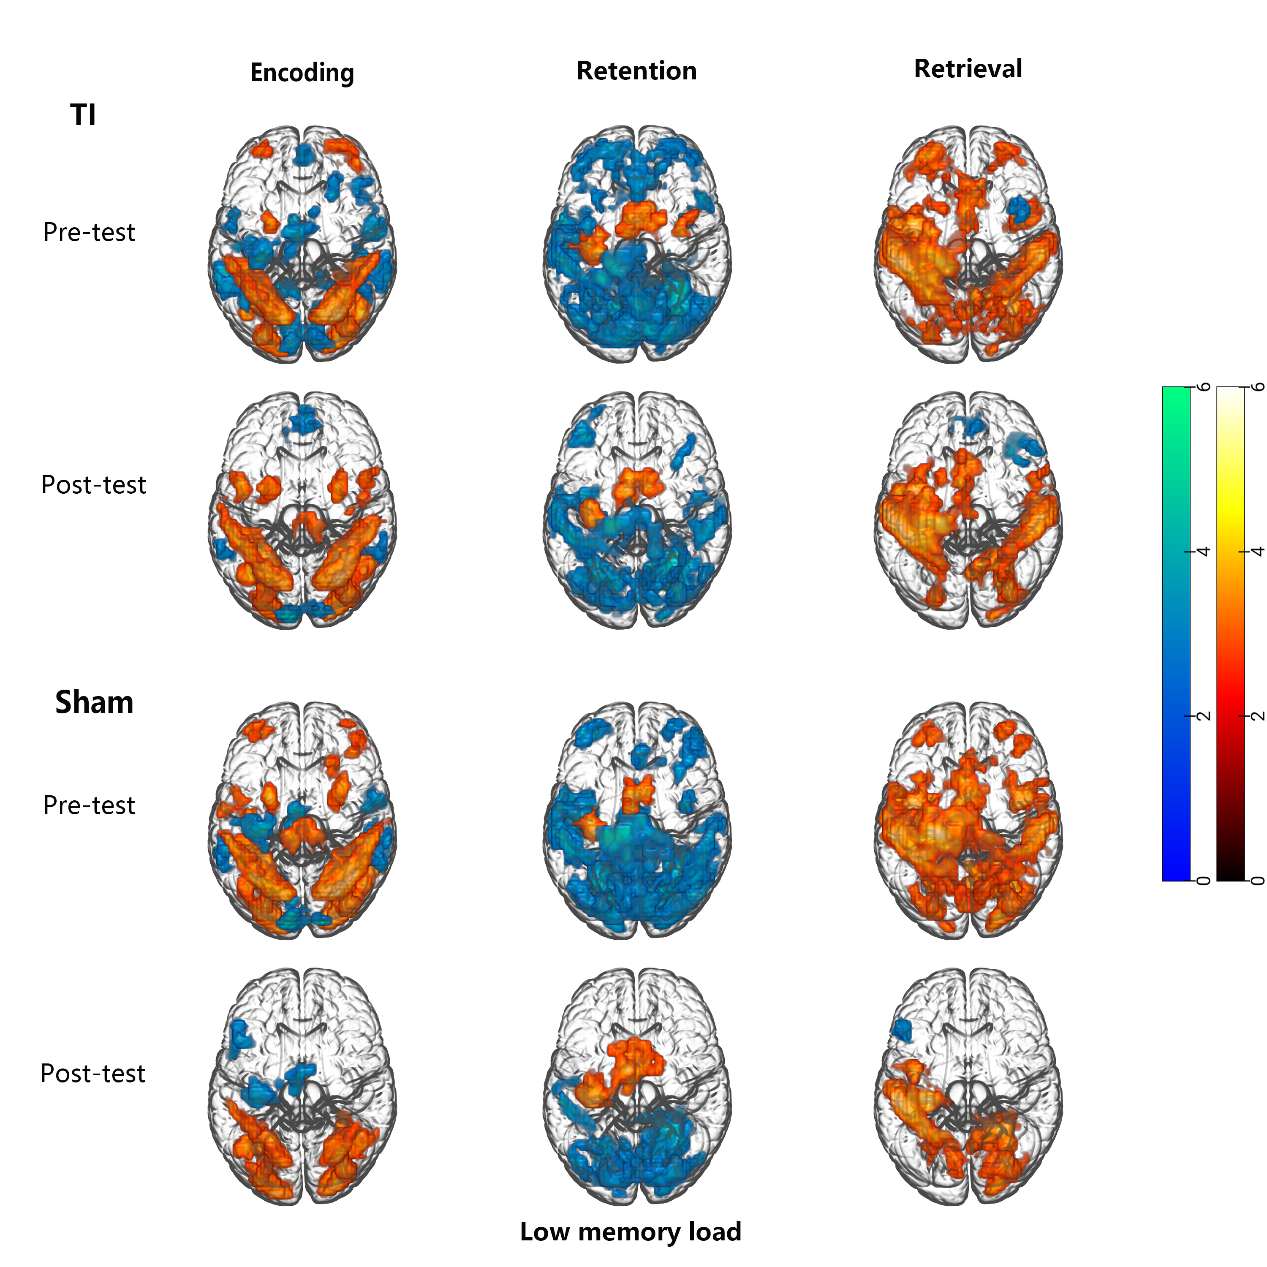 Encoding Retention Retrieval
TI
Pre-test
Post-test
6 6
4 4
2 2
0 0
Sham
Pre-test
Post-test
Low memory load